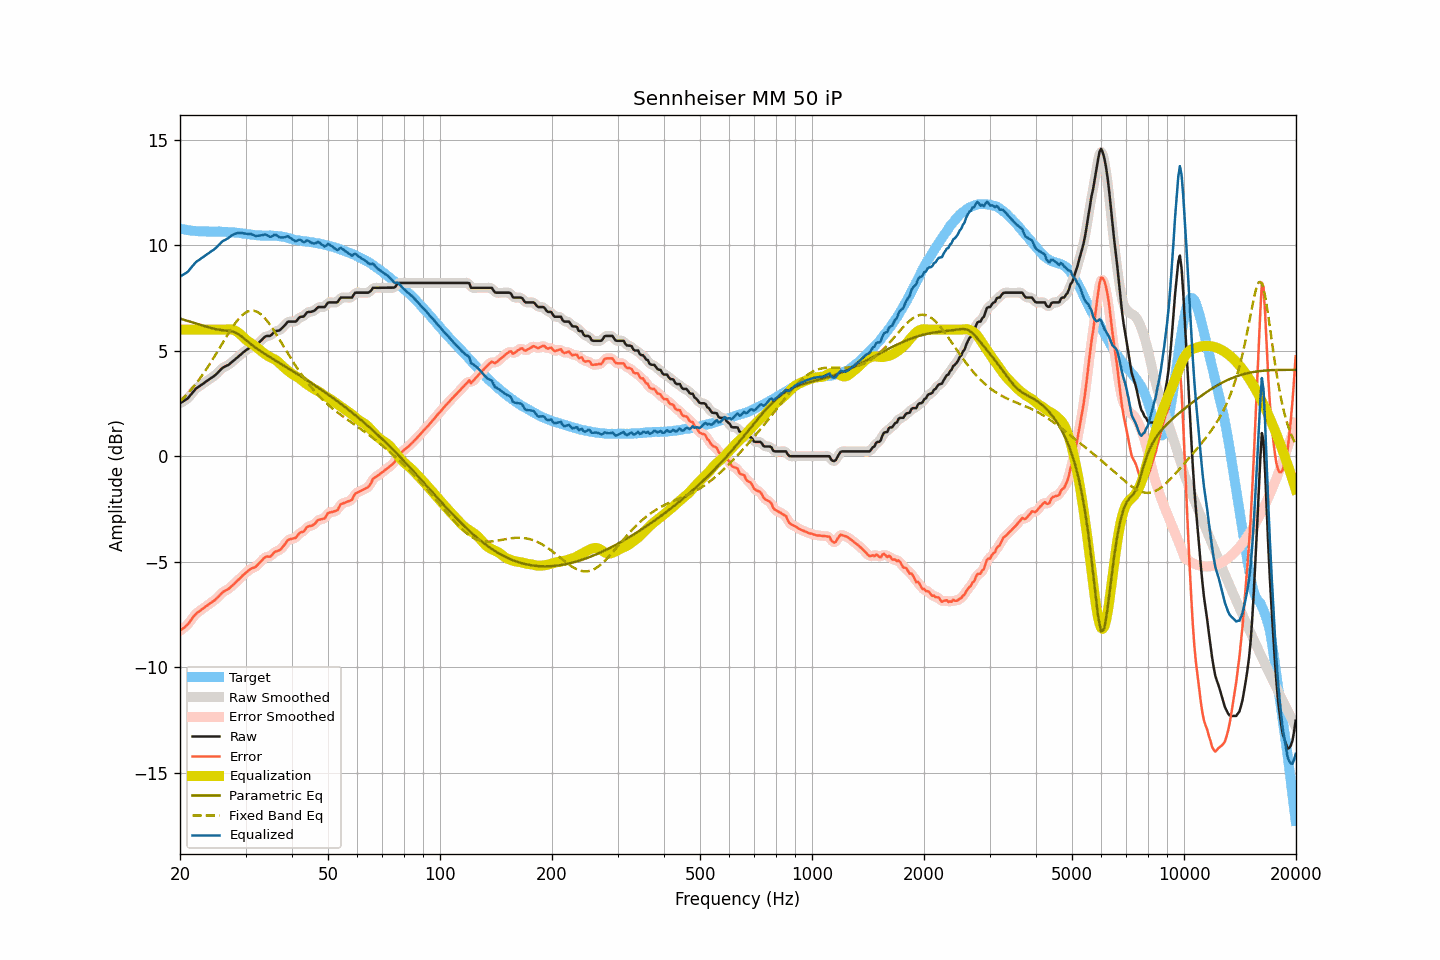 Sennheiser MM 50 iP
15
10
5
0
−5
−10
−15
Amplitude (dBr)
Target
Raw Smoothed
Error Smoothed
Raw
Error
Equalization
Parametric Eq
Fixed Band Eq
Equalized
20 50 100 200 500 1000 2000 5000 10000 20000
Frequency (Hz)